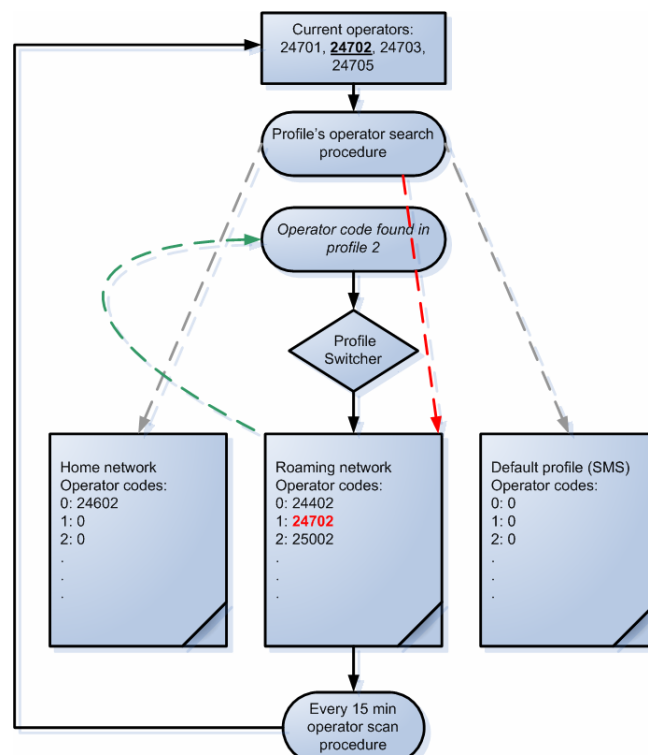 Current operators:
24701, 24702, 24703,
24705
Profile's operator search
procedure
Operator code found in
profile 2
Profile
Switcher
Home network
Operator codes:
0: 24602
1: 0
2: 0
.
.
.
Roaming network
Operator codes:
0: 24402
1: 24702
2: 25002
.
.
.
Default profile (SMS)
Operator codes:
0: 0
1: 0
2: 0
.
.
.
Every 15 min
operator scan
procedure